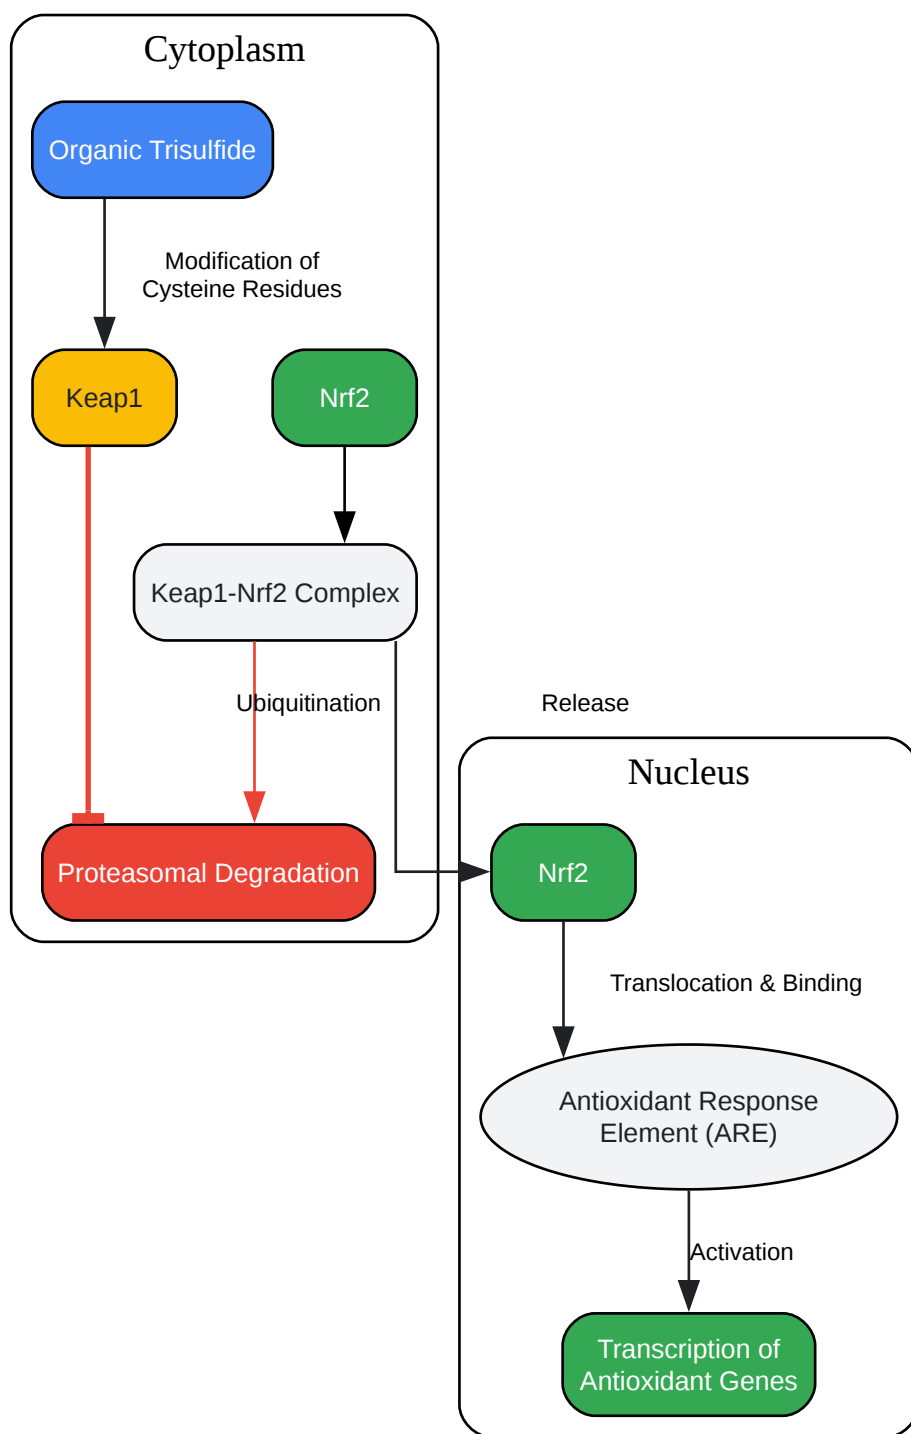 Cytoplasm
Organic Trisulfide
Modification of
Cysteine Residues
Keap1
Nrf2
Keap1-Nrf2 Complex
Ubiquitination
Release
Proteasomal Degradation
Nucleus
Nrf2
Translocation & Binding
Antioxidant Response
Element (ARE)
Activation
Transcription of
Antioxidant Genes